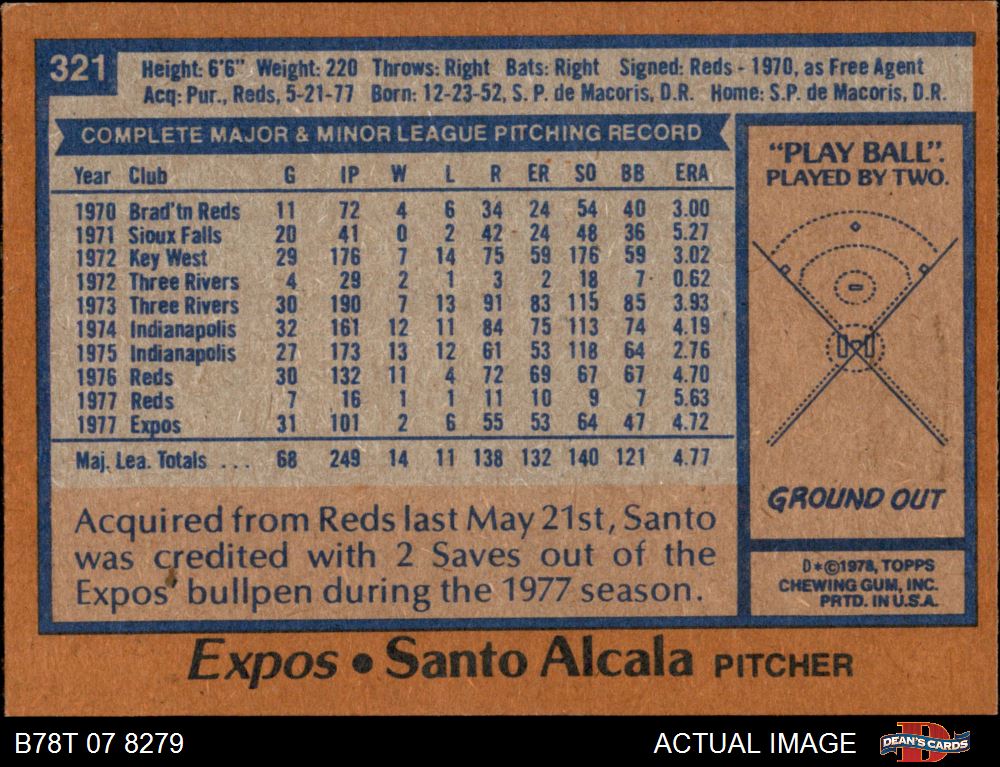 321
Height: 6'6" Weight: 220 Throws: Right Bats: Right Signed: Reds - 1970, as Free Agent
Acq: Pur., Reds, 5-21-77 Born: 12-23-52, S. P. de Macoris, D.R. Home: S.P. de Macoris, D.R.
COMPLETE MAJOR & MINOR LEAGUE PITCHING RECORD
Year Club G IP W L R ER SO BB ERA
1970 Brad'tn Reds 11 72 4 6 34 24 54 40 3.00
1971 Sioux Falls 20 41 0 2 42 24 48 36 5.27
1972 Key West 29 176 7 14 75 59 176 59 3.02
1972 Three Rivers 4 29 2 1 3 2 18 7 0.62
1973 Three Rivers 30 190 7 13 91 83 115 85 3.93
1974 Indianapolis 32 161 12 11 84 75 113 74 4.19
1975 Indianapolis 27 173 13 12 61 53 118 64 2.76
1976 Reds 30 132 11 4 72 69 67 67 4.70
1977 Reds 7 16 1 1 11 10 9 7 5.63
1977 Expos 31 101 2 6 55 53 64 47 4.72
Maj. Lea. Totals ... 68 249 14 11 138 132 140 121 4.77
Acquired from Reds last May 21st, Santo
was credited with 2 Saves out of the
Expos' bullpen during the 1977 season.
"PLAY BALL".
PLAYED BY TWO.
GROUND OUT
D*©1978, TOPPS
CHEWING GUM, INC.
PRTD. IN U.S.A.
Expos • Santo Alcala PITCHER
B78T 07 8279
ACTUAL IMAGE
DEAN'S CARDS